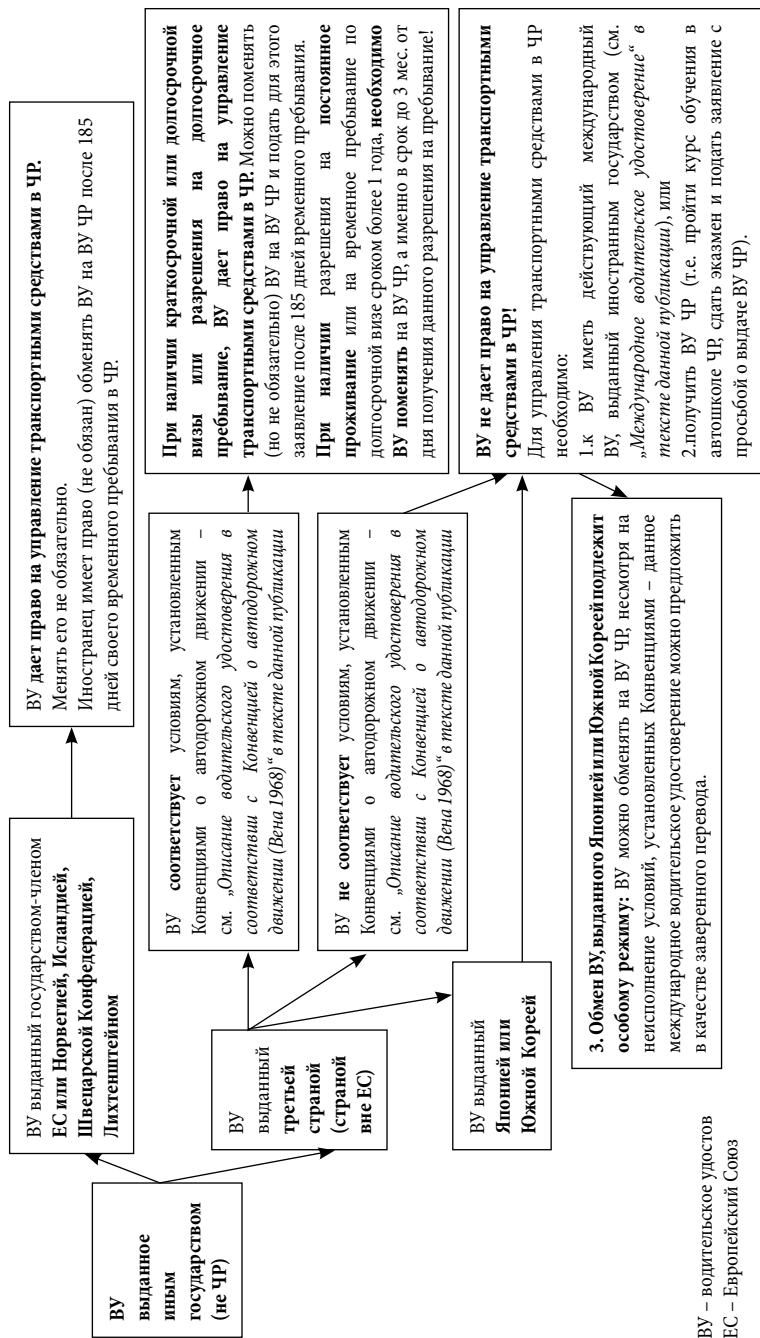 ВУ
выданное
иным
государством
(не ЧР)
ВУ выданный государством-членом
ЕС или Норвегией, Исландией,
Швецарской Конфедерацией,
Лихтенштейном
ВУ дает право на управление транспортными средствами в ЧР.
Менять его не обязательно.
Иностранец имеет право (не обязан) обменять ВУ на ВУ ЧР после 185
дней своего временного пребывания в ЧР.
ВУ
выданный
третьей
страной
(страной
вне ЕС)
ВУ соответствует условиям, установленным
Конвенциями о автодорожном движении –
см. „Описание водительского удостоверения в
соответствии с Конвенцией о автодорожном
движении (Вена 1968)“ в тексте данной публикации
При наличии краткосрочной или долгосрочной
визы или разрешения на долгосрочное
пребывание, ВУ дает право на управление
транспортными средствами в ЧР. Можно поменять
(но не обязательно) ВУ на ВУ ЧР и подать для этого
заявление после 185 дней временного пребывания.
При наличии разрешения на постоянное
проживание или на временное пребывание по
долгосрочной визе сроком более 1 года, необходимо
ВУ поменять на ВУ ЧР, а именно в срок до 3 мес. от
дня получения данного разрешения на пребывание!
ВУ не соответствует условиям, установленным
Конвенциями о автодорожном движении –
см. „Описание водительского удостоверения в
соответствии с Конвенцией о автодорожном
движении (Вена 1968)“ в тексте данной публикации
ВУ выданный
Японией или
Южной Кореей
ВУ не дает право на управление транспортными
средствами в ЧР!
Для управления транспортными средствами в ЧР
необходимо:
1.к ВУ иметь действующий международный
ВУ, выданный иностранным государством (см.
„Международное водительское удостоверение“ в
тексте данной публикации), или
2.получить ВУ ЧР (т.е. пройти курс обучения в
автошколе ЧР, сдать эказмен и подать заявление с
просьбой о выдаче ВУ ЧР).
3. Обмен ВУ, выданного Японией или Южной Кореей подлежит
особому режиму: ВУ можно обменять на ВУ ЧР, несмотря на
неисполнение условий, установленных Конвенциями – данное
международное водительское удостоверение можно предложить
в качестве заверенного перевода.
ВУ – водительское удостов
ЕС – Европейский Союз